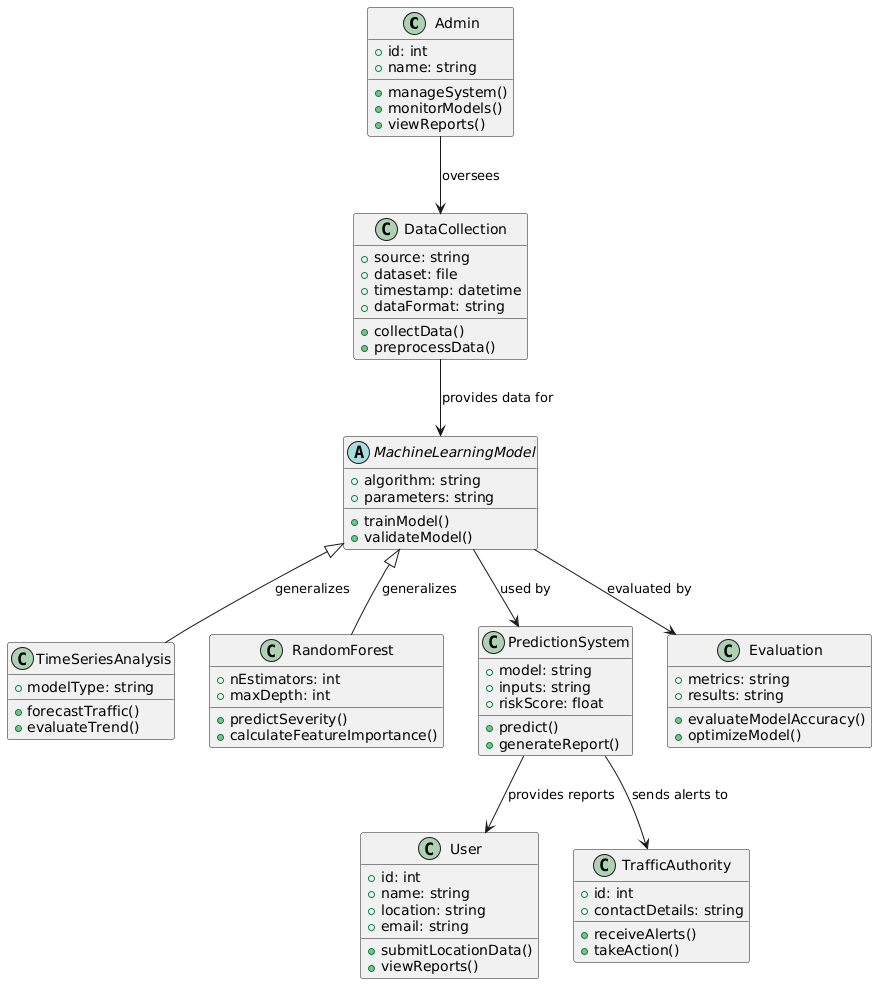 C Admin
id: int
name: string
manageSystem()
monitorModels()
viewReports()
oversees
C DataCollection
source: string
dataset: file
timestamp: datetime
dataFormat: string
collectData()
preprocessData()
provides data for
A MachineLearningModel
algorithm: string
parameters: string
trainModel()
validateModel()
generalizes
generalizes
used by
evaluated by
C TimeSeriesAnalysis
modelType: string
forecastTraffic()
evaluateTrend()
C RandomForest
nEstimators: int
maxDepth: int
predictSeverity()
calculateFeatureImportance()
C PredictionSystem
model: string
inputs: string
riskScore: float
predict()
generateReport()
C Evaluation
metrics: string
results: string
evaluateModelAccuracy()
optimizeModel()
provides reports
sends alerts to
C User
id: int
name: string
location: string
email: string
submitLocationData()
viewReports()
C TrafficAuthority
id: int
contactDetails: string
receiveAlerts()
takeAction()